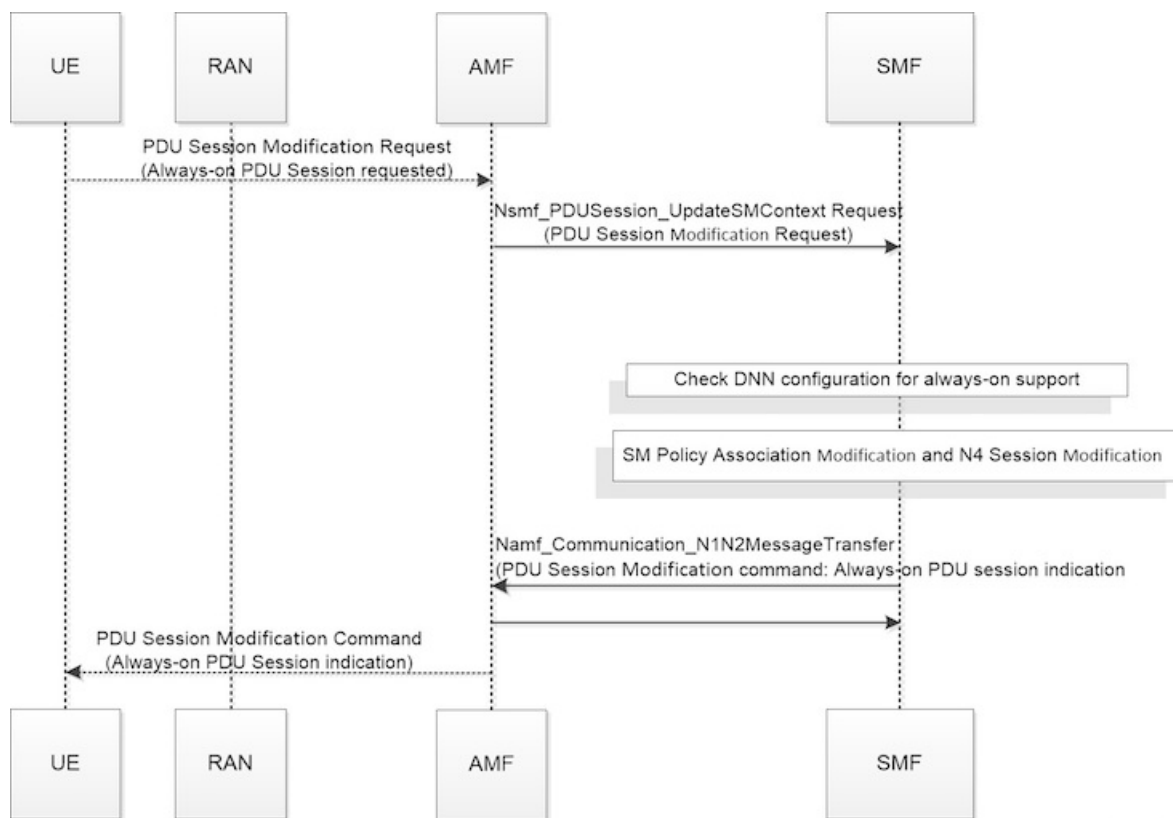 UE
RAN
AMF
SMF
PDU Session Modification Request
(Always-on PDU Session requested)
Nsmf_PDUSession_UpdateSMContext Request
(PDU Session Modification Request)
Check DNN configuration for always-on support
SM Policy Association Modification and N4 Session Modification
Namf_Communication_N1N2MessageTransfer
(PDU Session Modification command: Always-on PDU session indication
PDU Session Modification Command
(Always-on PDU Session indication)
UE
RAN
AMF
SMF